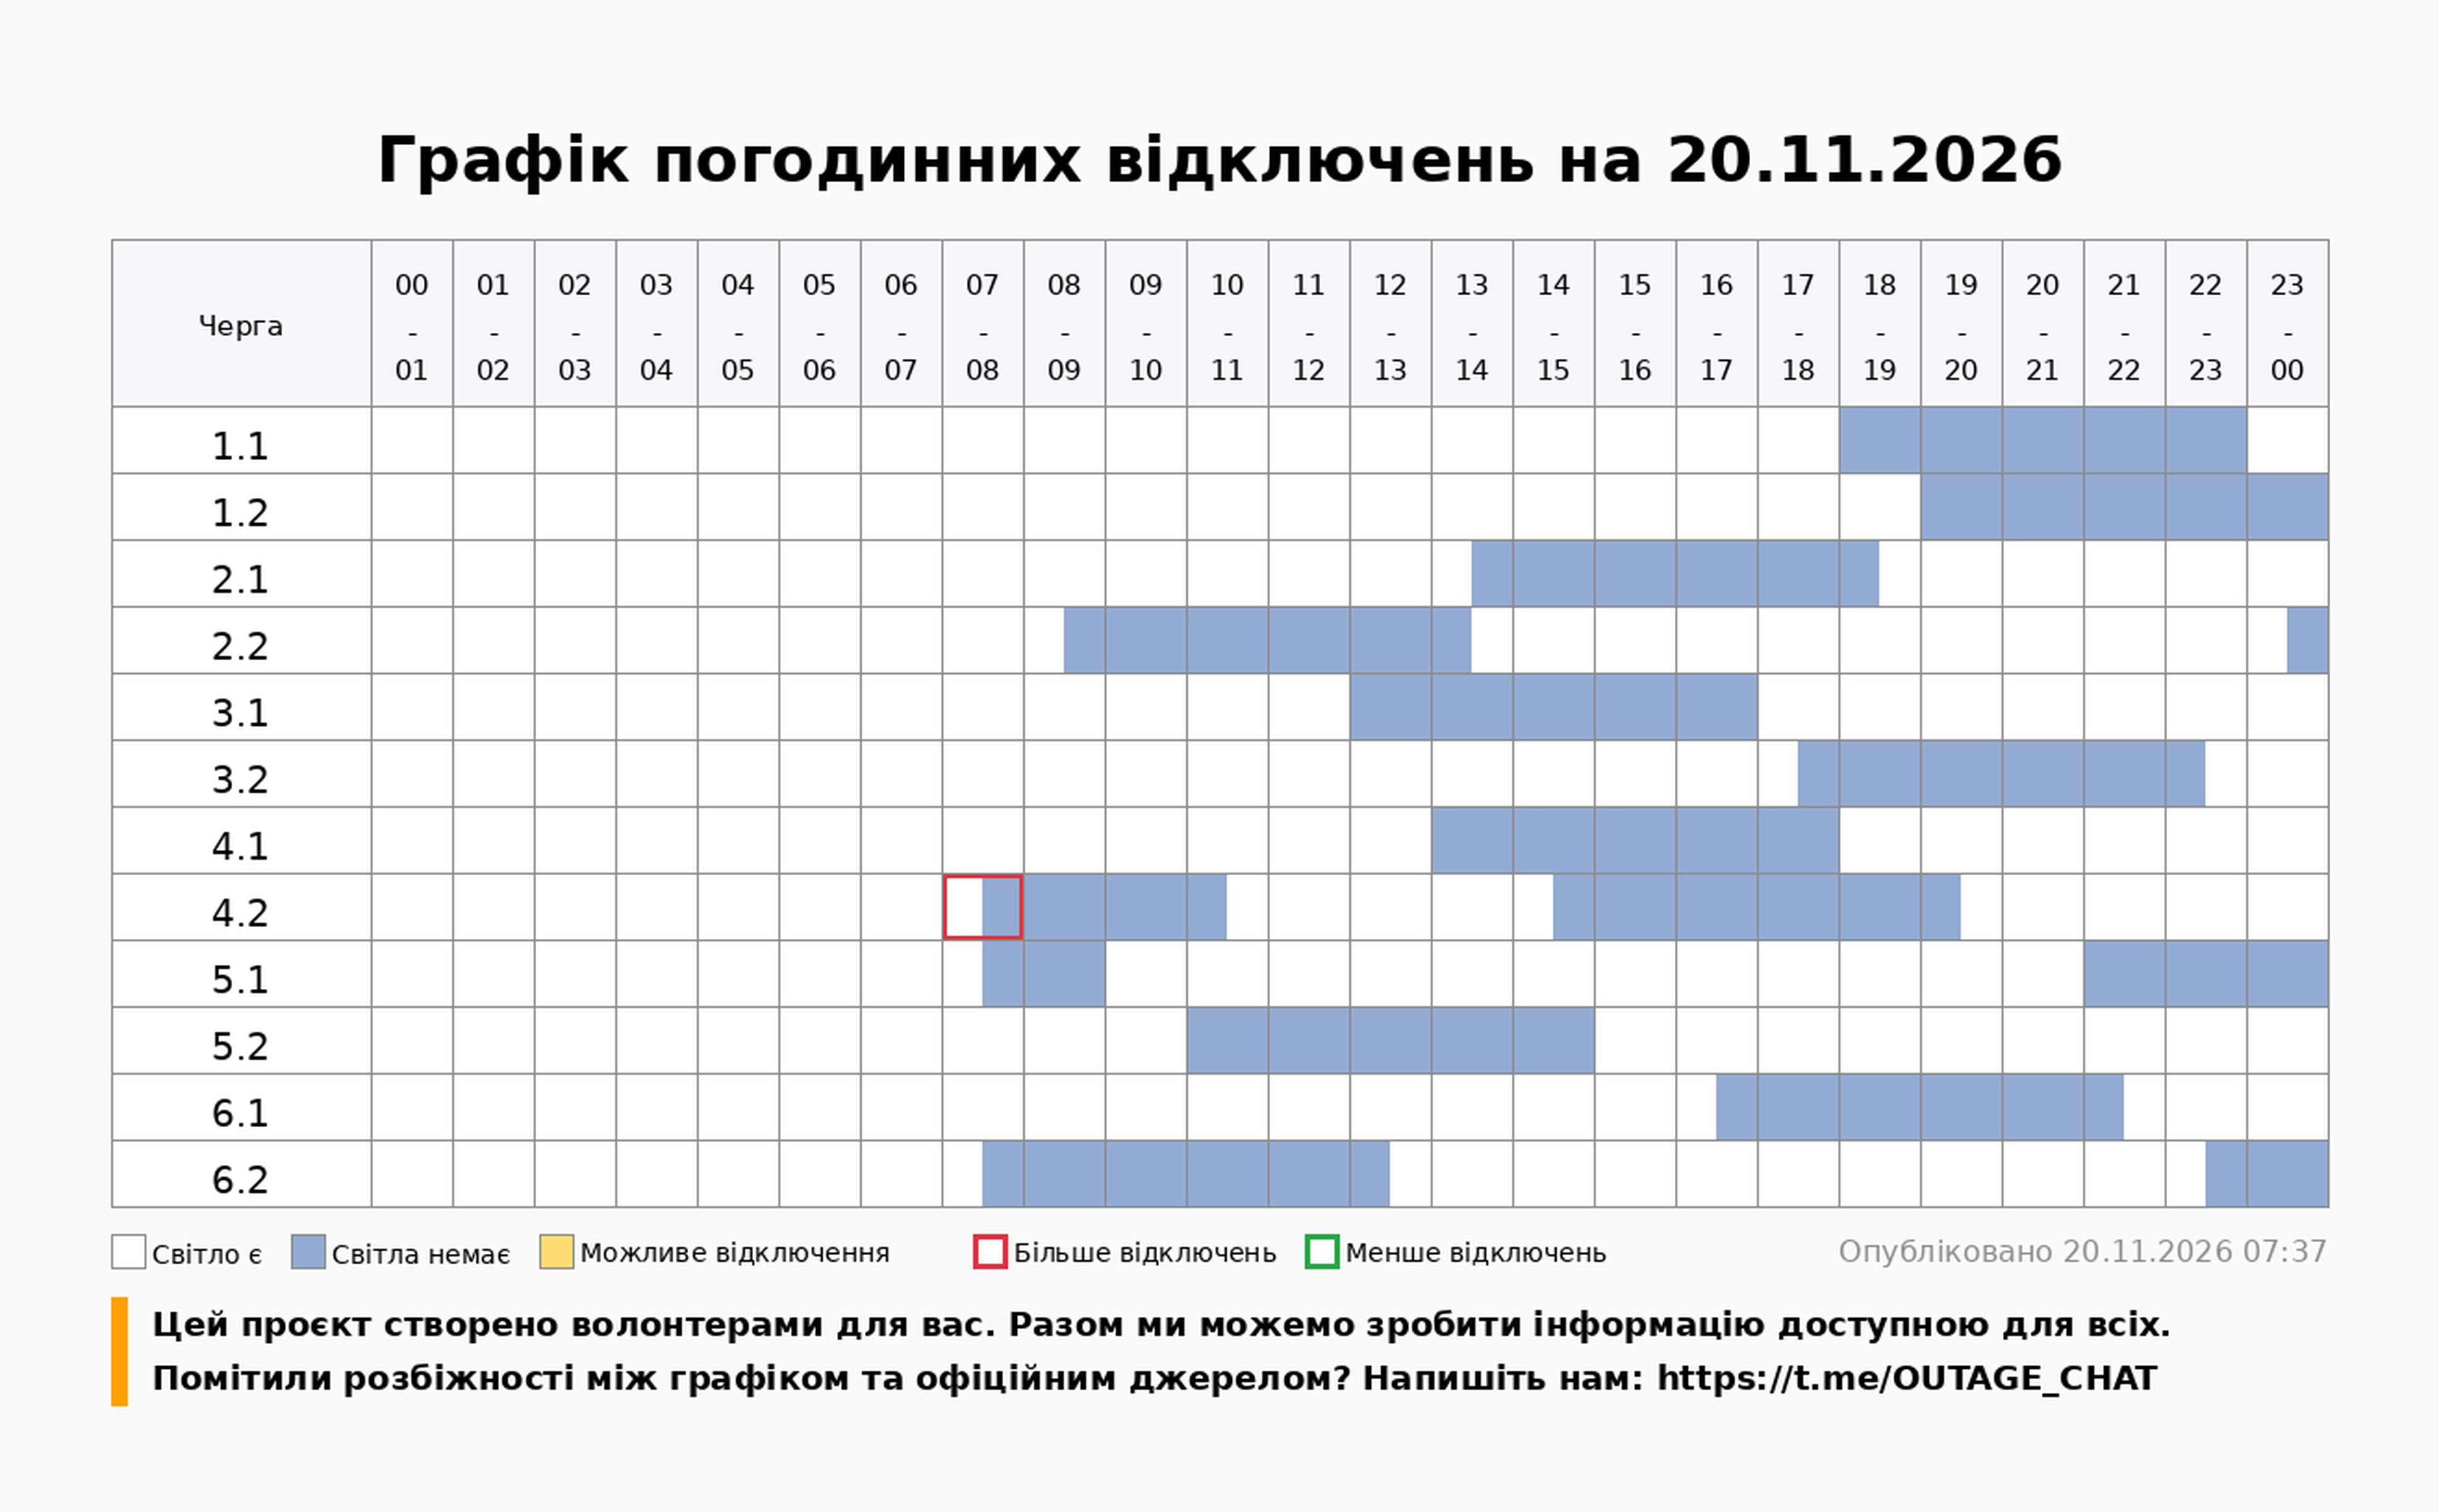 Графік погодинних відключень на 20.11.2026
Черга
00 - 01
01 - 02
02 - 03
03 - 04
04 - 05
05 - 06
06 - 07
07 - 08
08 - 09
09 - 10
10 - 11
11 - 12
12 - 13
13 - 14
14 - 15
15 - 16
16 - 17
17 - 18
18 - 19
19 - 20
20 - 21
21 - 22
22 - 23
23 - 00
1.1
1.2
2.1
2.2
3.1
3.2
4.1
4.2
5.1
5.2
6.1
6.2
Світло є
Світла немає
Можливе відключення
Більше відключень
Менше відключень
Опубліковано 20.11.2026 07:37
Цей проєкт створено волонтерами для вас. Разом ми можемо зробити інформацію доступною для всіх.
Помітили розбіжності між графіком та офіційним джерелом? Напишіть нам: https://t.me/OUTAGE_CHAT